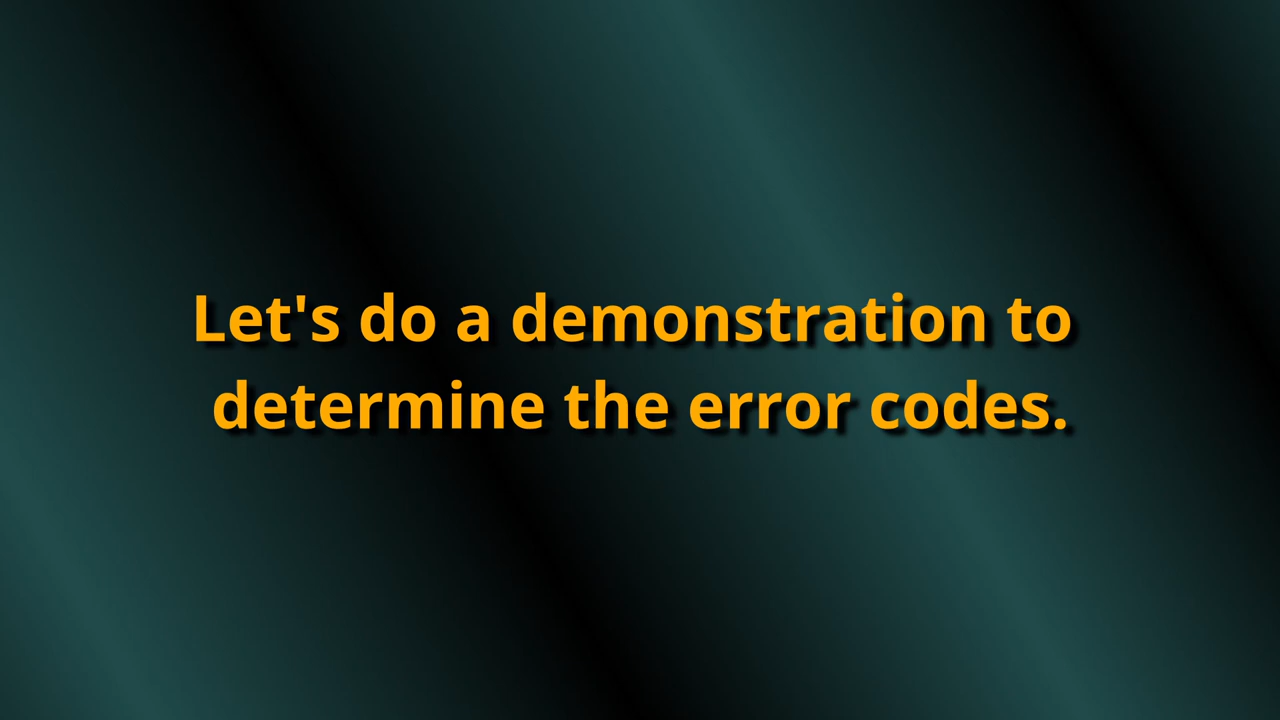 Let's do a demonstration to
determine the error codes.